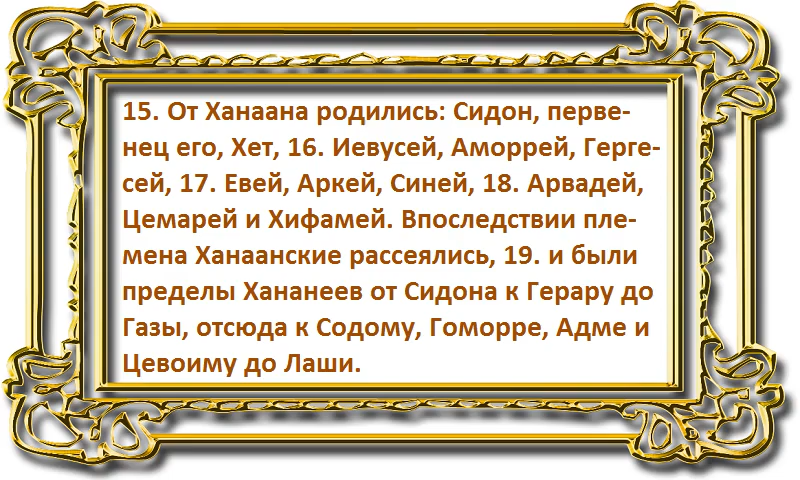 15. От Ханаана родились: Сидон, перве-
нец его, Хет, 16. Иевусей, Аморрей, Герге-
сей, 17. Евей, Аркей, Синей, 18. Арвадей,
Цемарей и Хифамей. Впоследствии пле-
мена Ханаанские рассеялись, 19. и были
пределы Хананеев от Сидона к Герару до
Газы, отсюда к Содому, Гоморре, Адме и
Цевоиму до Лаши.